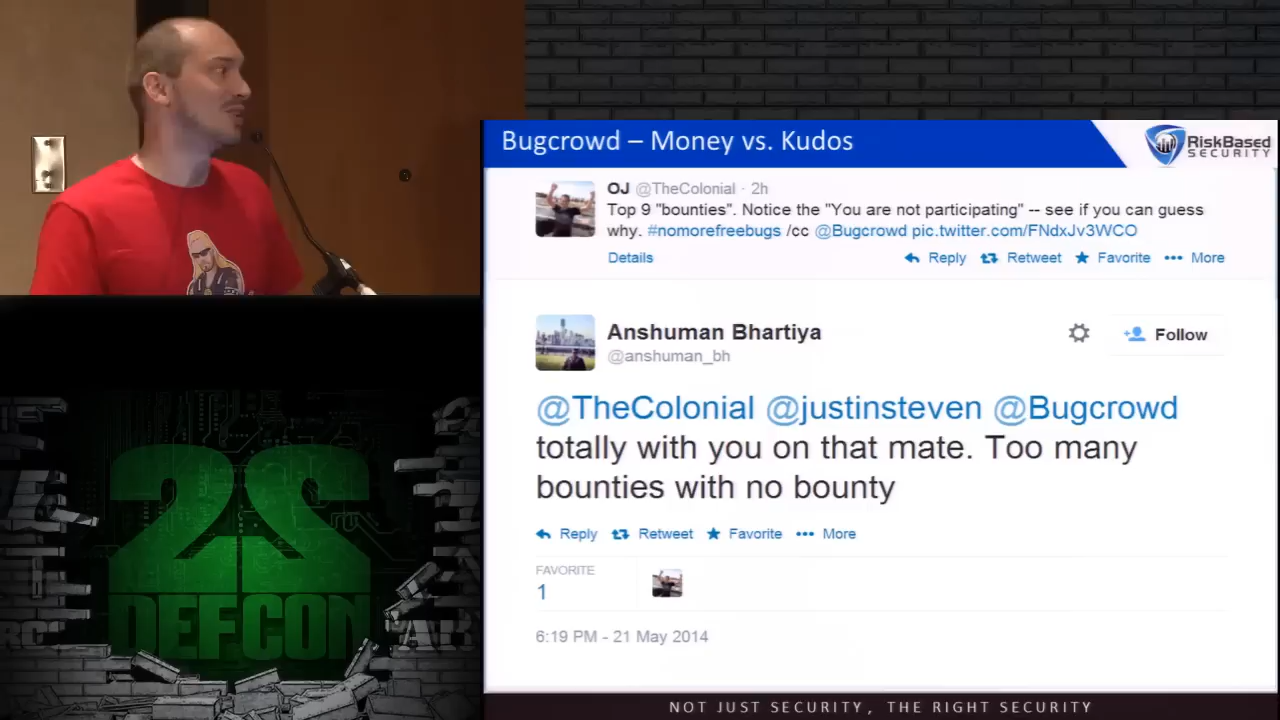 Bugcrowd – Money vs. Kudos
RiskBased
SECURITY
OJ @TheColonial · 2h
Top 9 "bounties". Notice the "You are not participating" -- see if you can guess
why. #nomorefreebugs /cc @Bugcrowd pic.twitter.com/FNdxJv3WCO
Details
Reply Retweet Favorite More
Anshuman Bhartiya
@anshuman_bh
Follow
@TheColonial @justinsteven @Bugcrowd
totally with you on that mate. Too many
bounties with no bounty
Reply Retweet Favorite More
FAVORITE
1
6:19 PM - 21 May 2014
22
DEFCON
NOT JUST SECURITY, THE RIGHT SECURITY